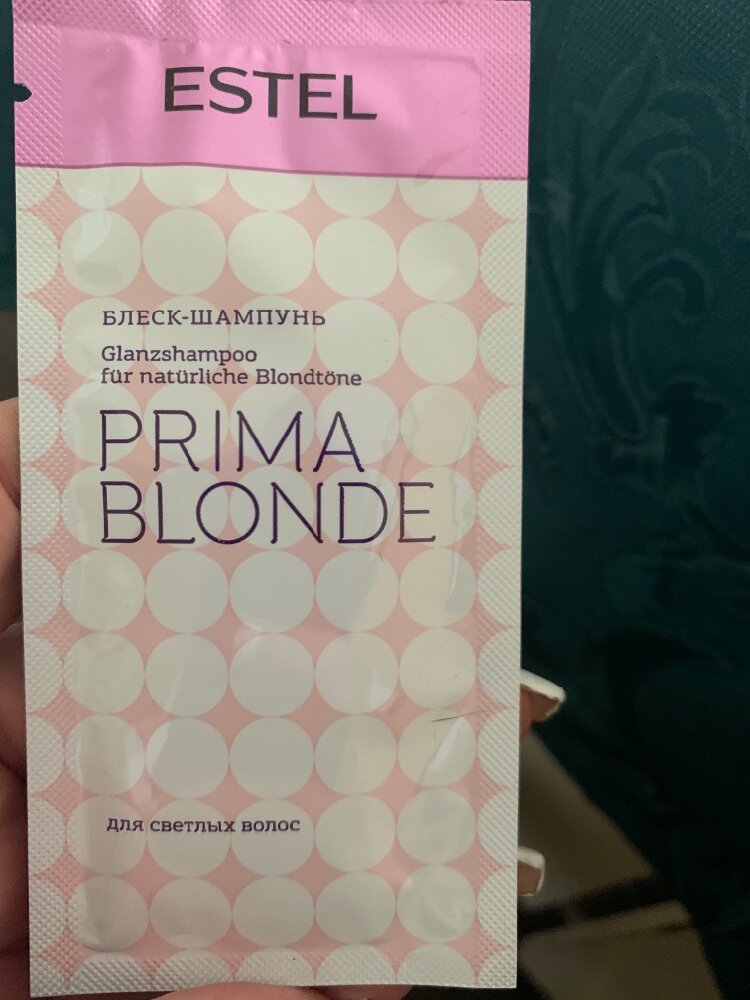 ESTEL
БЛЕСК-ШАМПУНЬ
Glanzshampoo
für natürliche Blondtöne
PRIMA
BLONDE
для светлых волос